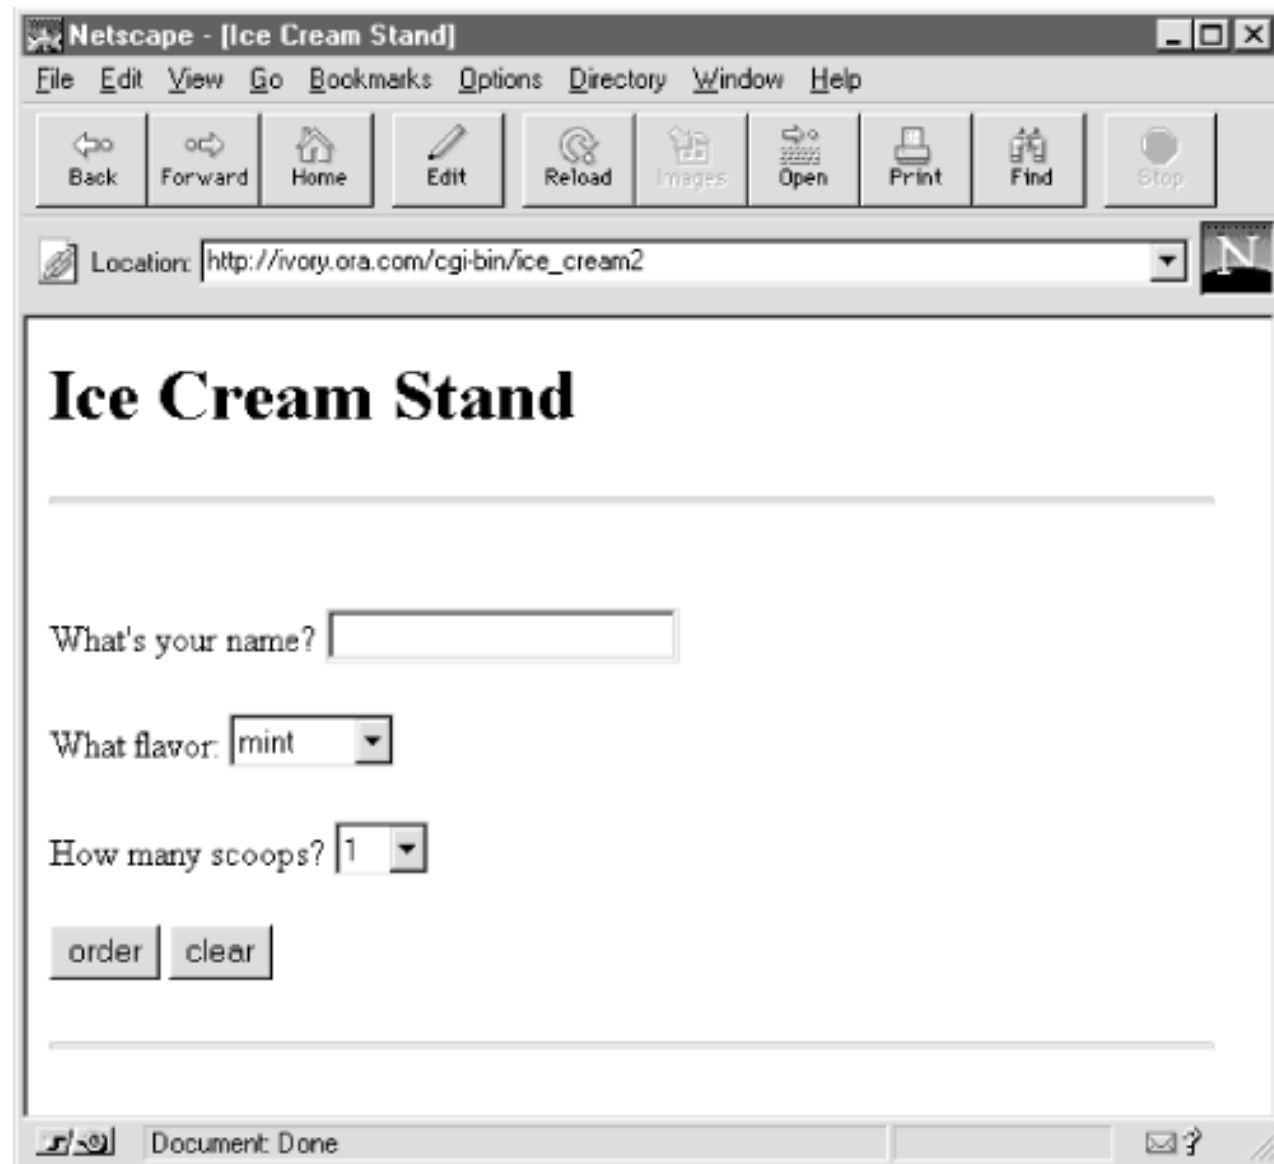 Netscape - [Ice Cream Stand]
File Edit View Go Bookmarks Options Directory Window Help
Back Forward Home Edit Reload Images Open Print Find Stop
Location: http://ivory.ora.com/cgi-bin/ice_cream2
N
Ice Cream Stand
What's your name?
What flavor: mint
How many scoops? 1
order clear
Document: Done